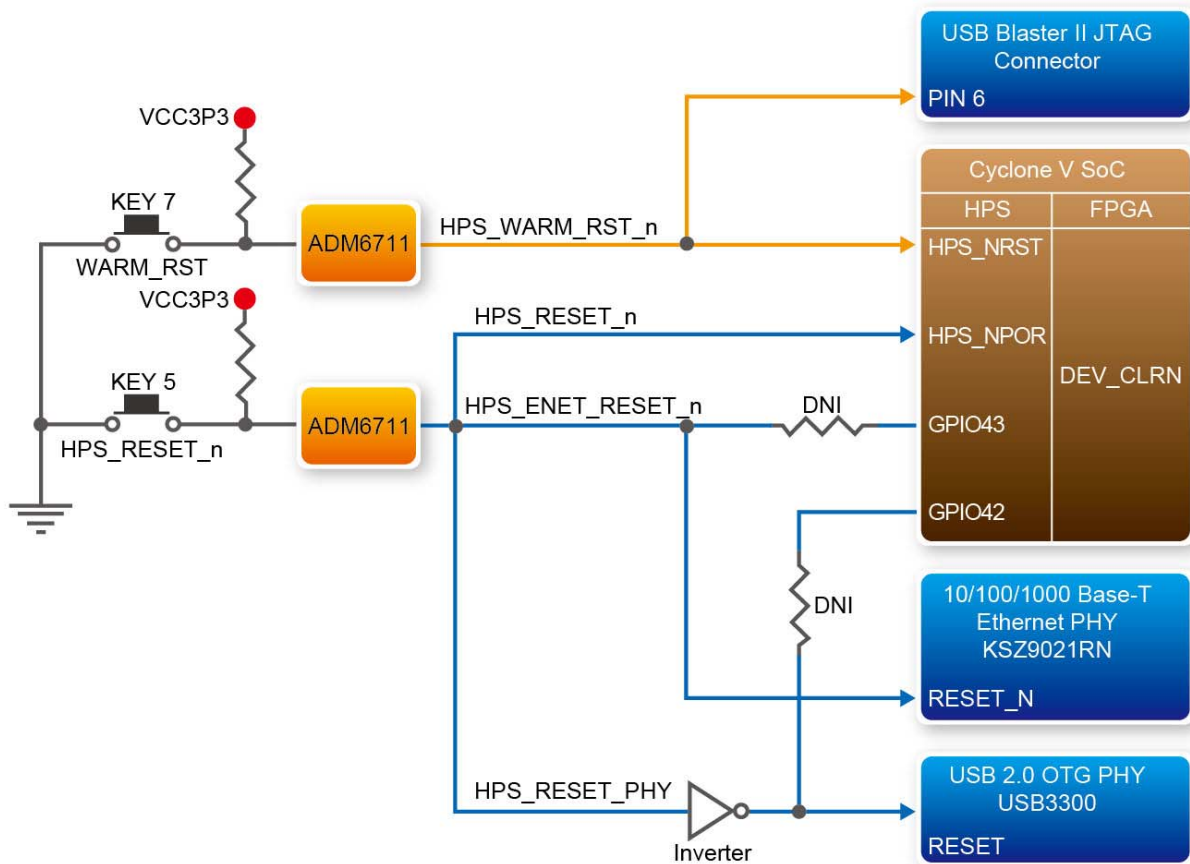 USB Blaster II JTAG
Connector
PIN 6
VCC3P3
KEY 7
WARM_RST
ADM6711
HPS_WARM_RST_n
Cyclone V SoC
HPS
FPGA
HPS_NRST
HPS_NPOR
DEV_CLRN
GPIO43
GPIO42
VCC3P3
KEY 5
HPS_RESET_n
ADM6711
HPS_RESET_n
HPS_ENET_RESET_n
DNI
DNI
10/100/1000 Base-T
Ethernet PHY
KSZ9021RN
RESET_N
HPS_RESET_PHY
Inverter
USB 2.0 OTG PHY
USB3300
RESET